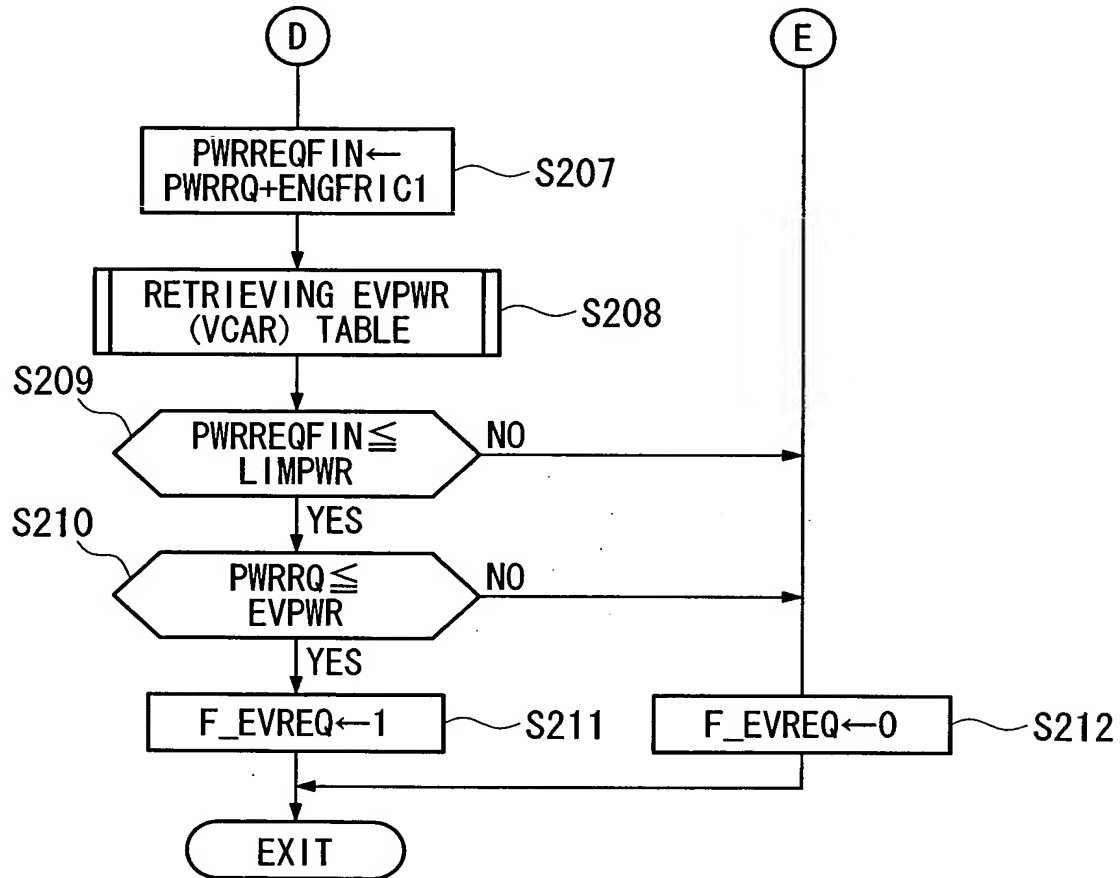 D
E
PWRREQFIN←
PWRRQ+ENGFRIC1
S207
RETRIEVING EVPWR
(VCAR) TABLE
S208
S209
PWRREQFIN≦
LIMPWR
NO
YES
S210
PWRRQ≦
EVPWR
NO
YES
F_EVREQ←1
S211
F_EVREQ←0
S212
EXIT